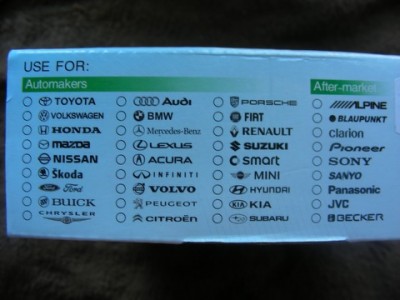 USE FOR:
Automakers After-market
TOYOTA Audi PORSCHE ALPINE
VOLKSWAGEN BMW FIAT BLAUPUNKT
HONDA Mercedes-Benz RENAULT clarion
mazda LEXUS SUZUKI Pioneer
NISSAN ACURA smart SONY
Škoda INFINITI MINI SANYO
Ford VOLVO HYUNDAI Panasonic
BUICK PEUGEOT KIA KIA JVC
CHRYSLER CITROËN SUBARU BECKER